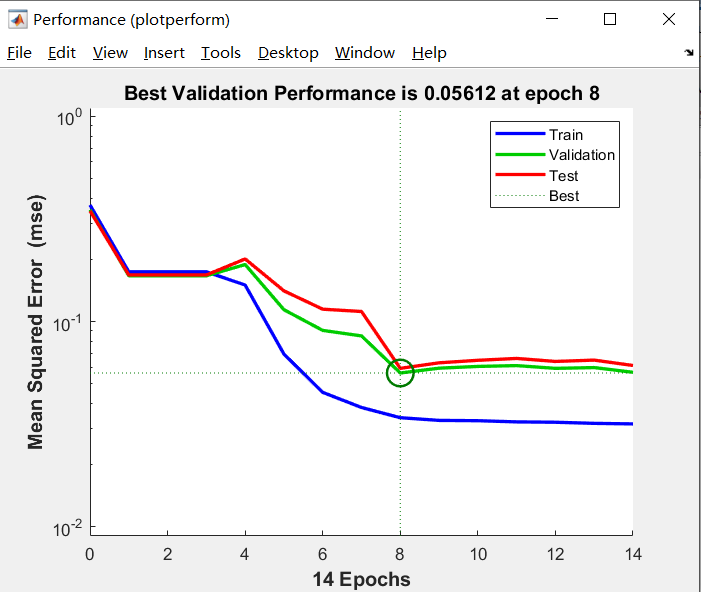 Performance (plotperform)
File Edit View Insert Tools Desktop Window Help
Best Validation Performance is 0.05612 at epoch 8
Mean Squared Error (mse)
10^0
10^-1
10^-2
Train
Validation
Test
Best
0 2 4 6 8 10 12 14
14 Epochs